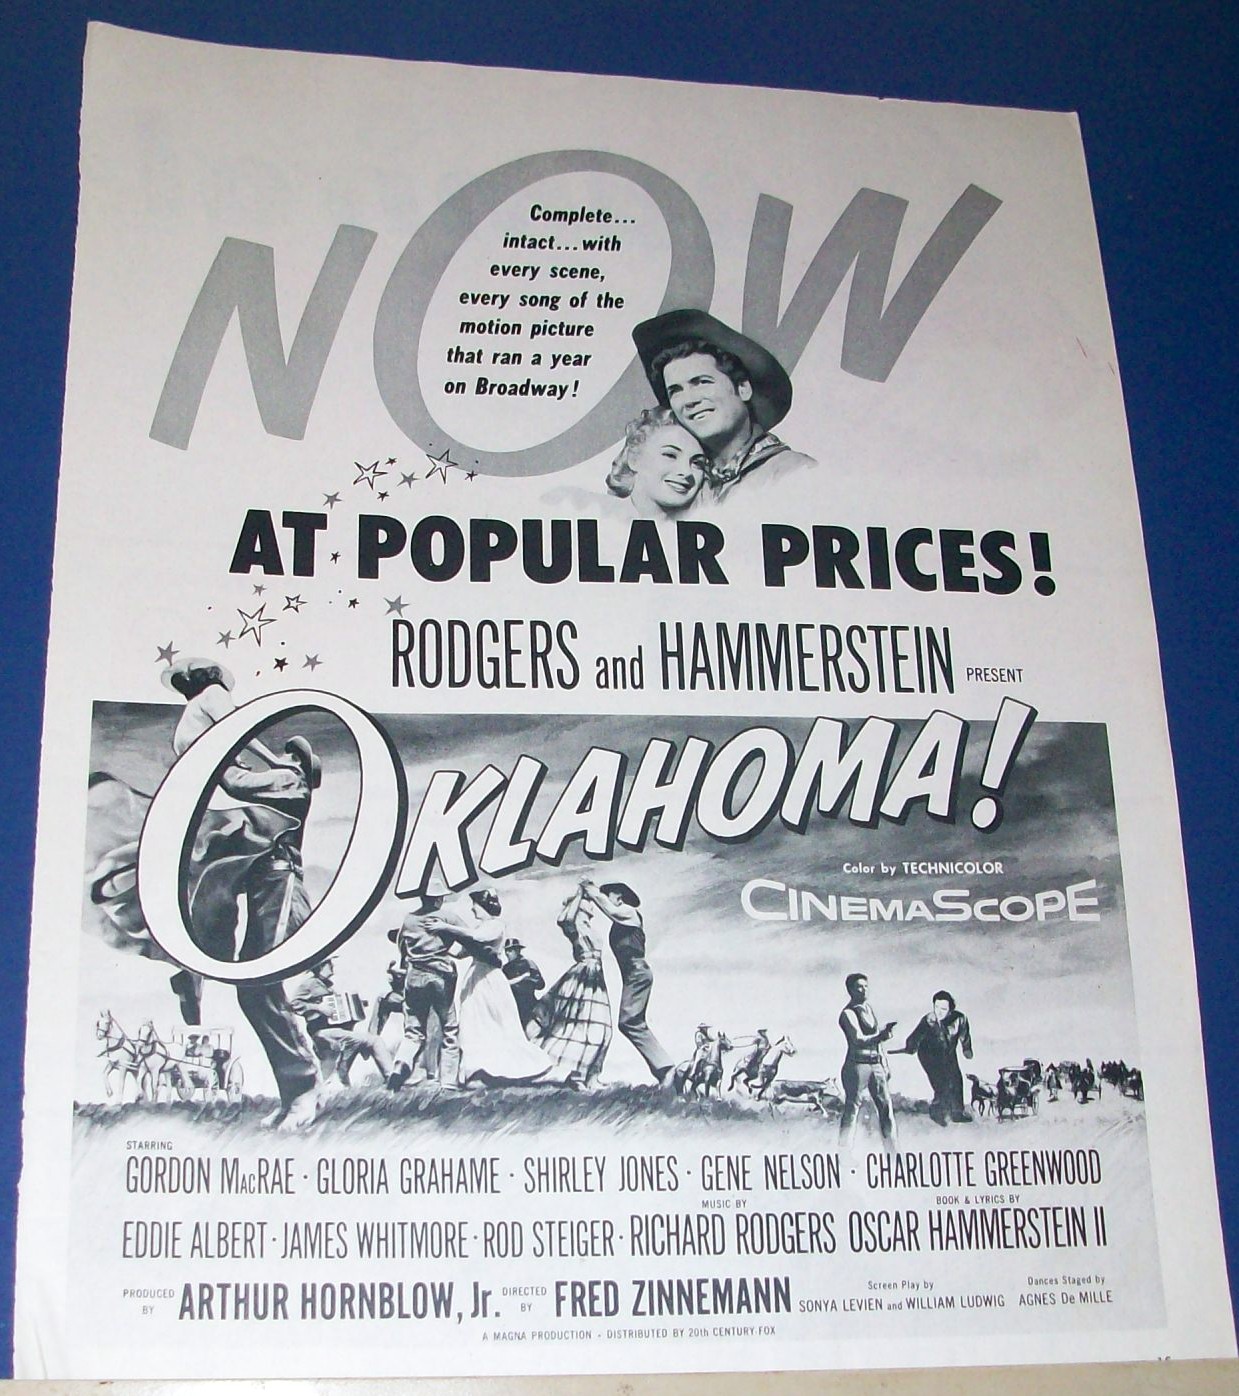 NOW
Complete...
intact...with
every scene,
every song of the
motion picture
that ran a year
on Broadway!
AT POPULAR PRICES!
RODGERS and HAMMERSTEIN PRESENT
OKLAHOMA!
Color by TECHNICOLOR
CINEMASCOPE
STARRING
GORDON MacRAE · GLORIA GRAHAME · SHIRLEY JONES · GENE NELSON · CHARLOTTE GREENWOOD
MUSIC BY BOOK & LYRICS BY
EDDIE ALBERT · JAMES WHITMORE · ROD STEIGER · RICHARD RODGERS OSCAR HAMMERSTEIN II
PRODUCED BY ARTHUR HORNBLOW, Jr. DIRECTED BY FRED ZINNEMANN
Screen Play by
SONYA LEVIEN and WILLIAM LUDWIG
Dances Staged by
AGNES De MILLE
A MAGNA PRODUCTION · DISTRIBUTED BY 20th CENTURY-FOX